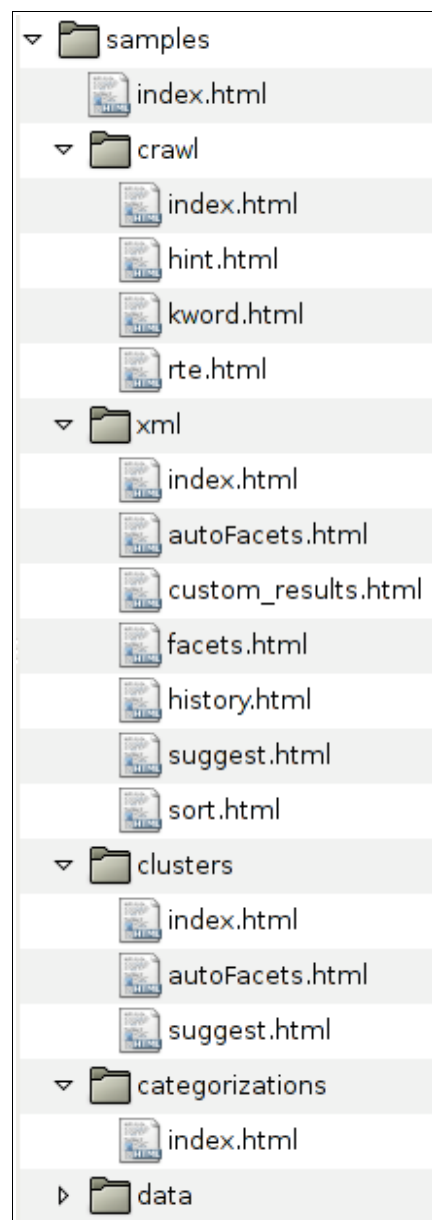 samples
index.html
crawl
index.html
hint.html
kword.html
rte.html
xml
index.html
autoFacets.html
custom_results.html
facets.html
history.html
suggest.html
sort.html
clusters
index.html
autoFacets.html
suggest.html
categorizations
index.html
data